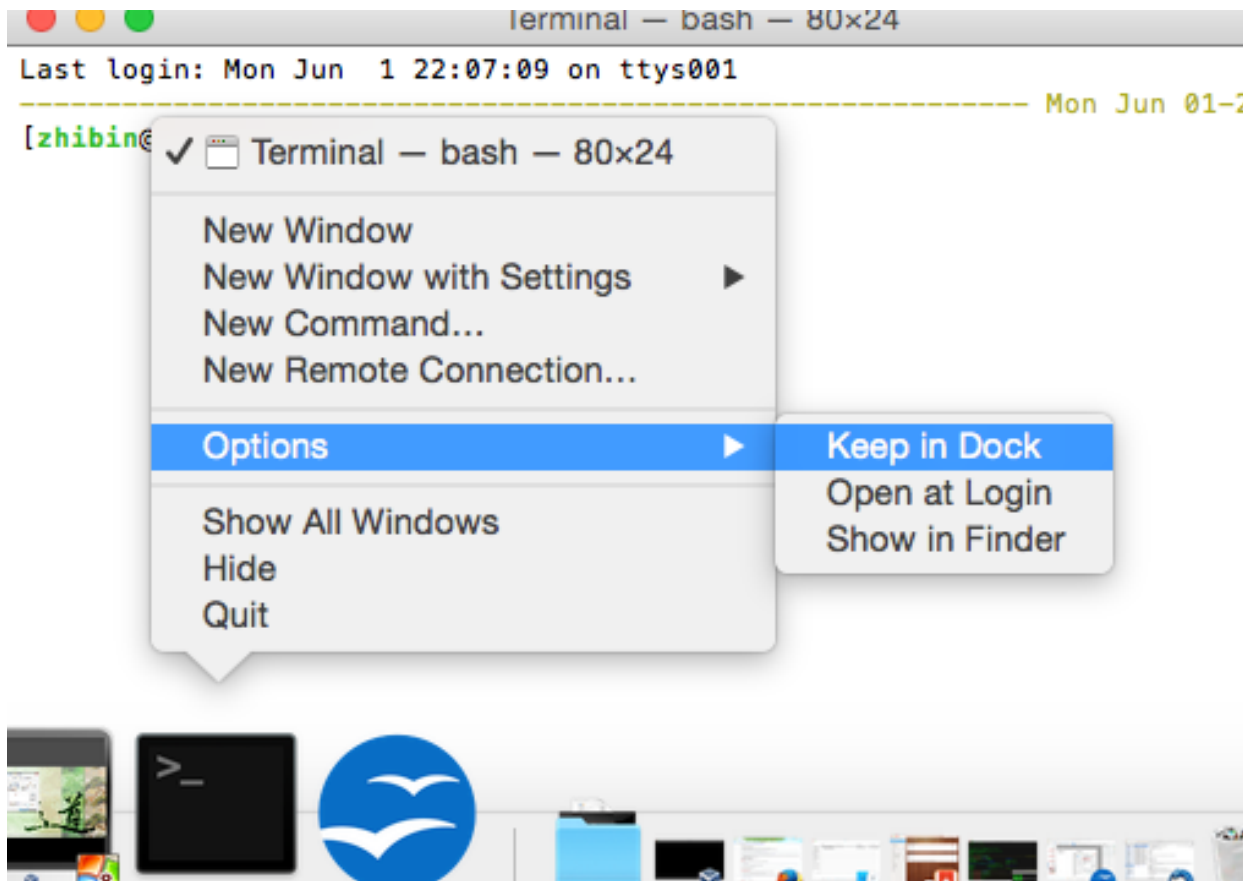 Terminal — bash — 80×24
Last login: Mon Jun  1 22:07:09 on ttys001
---------------------------------------------------------- Mon Jun 01-2
[zhibin@
✓ Terminal — bash — 80×24
New Window
New Window with Settings ▶
New Command...
New Remote Connection...
Options ▶
Keep in Dock
Open at Login
Show in Finder
Show All Windows
Hide
Quit
>_
道